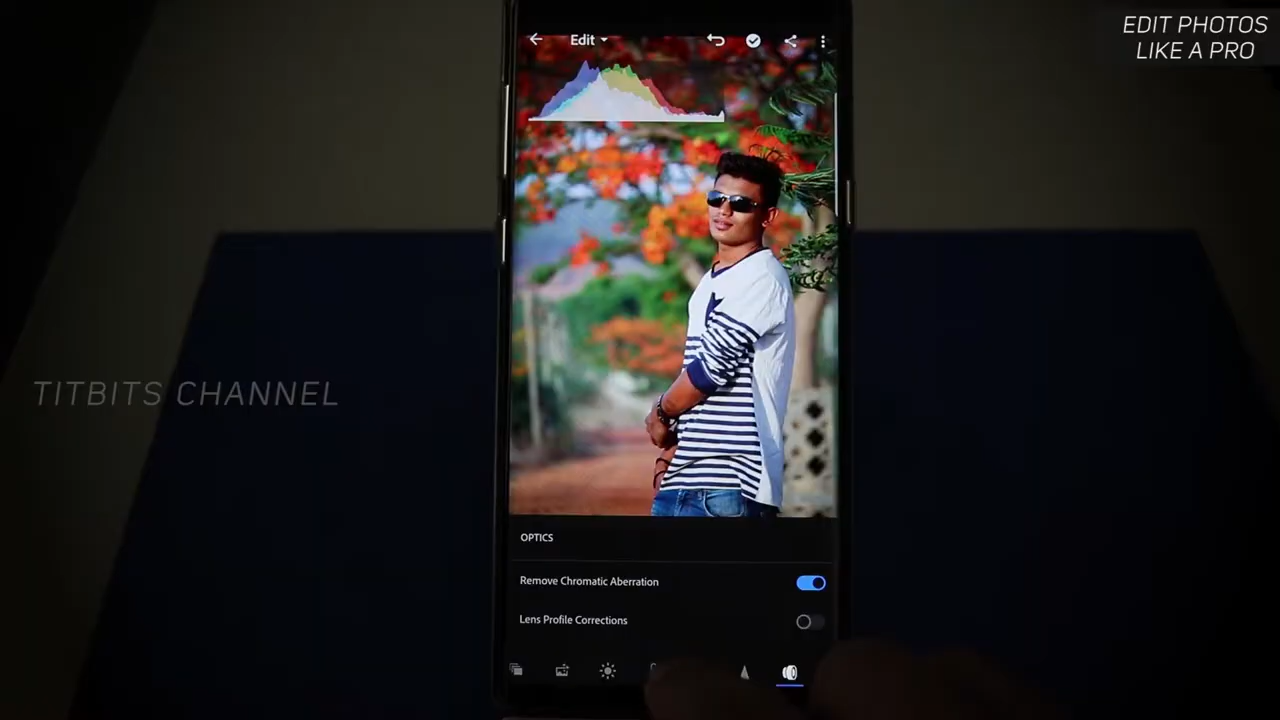 EDIT PHOTOS
LIKE A PRO
Edit
TITBITS CHANNEL
OPTICS
Remove Chromatic Aberration
Lens Profile Corrections